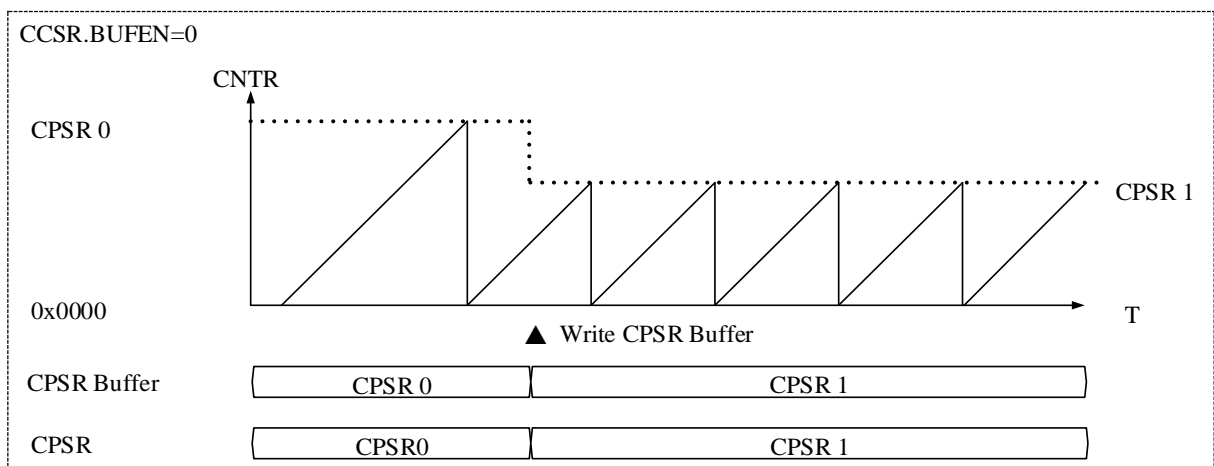 CCSR.BUFEN=0
CNTR
CPSR 0
CPSR 1
0x0000
T
▲ Write CPSR Buffer
CPSR Buffer CPSR 0 CPSR 1
CPSR CPSR0 CPSR 1